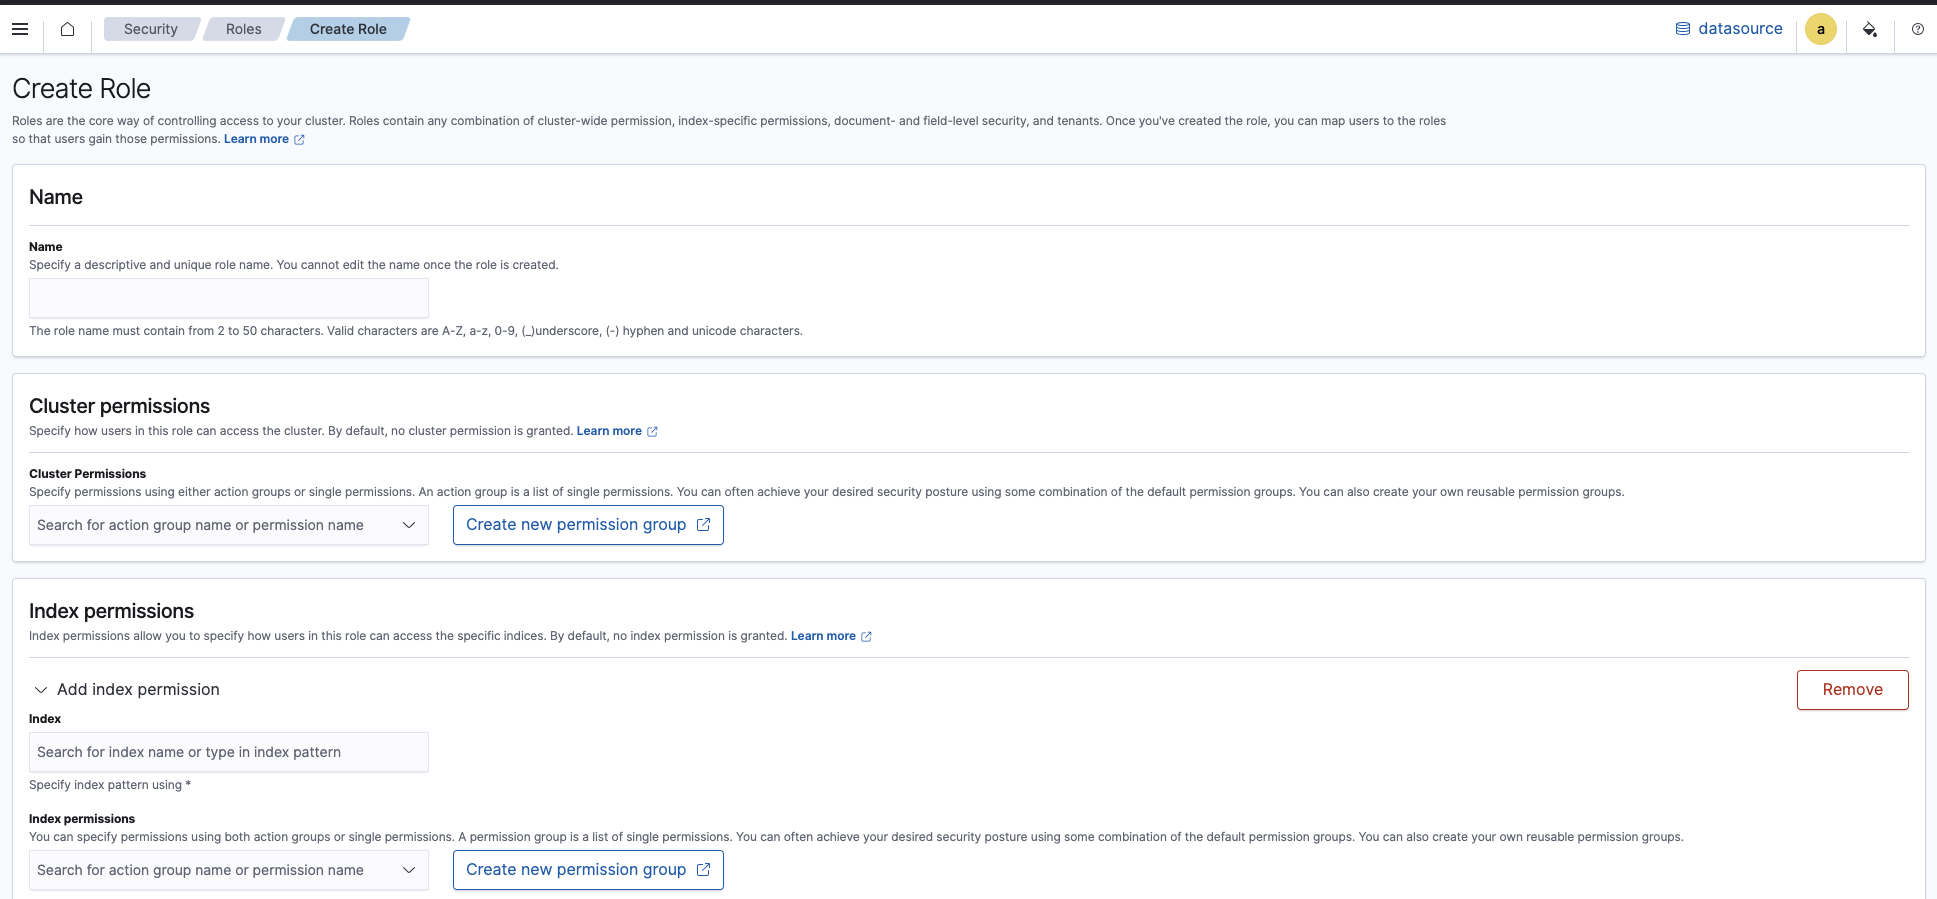 Security Roles Create Role datasource a
Create Role
Roles are the core way of controlling access to your cluster. Roles contain any combination of cluster-wide permission, index-specific permissions, document- and field-level security, and tenants. Once you've created the role, you can map users to the roles
so that users gain those permissions. Learn more
Name
Name
Specify a descriptive and unique role name. You cannot edit the name once the role is created.
The role name must contain from 2 to 50 characters. Valid characters are A-Z, a-z, 0-9, (_)underscore, (-) hyphen and unicode characters.
Cluster permissions
Specify how users in this role can access the cluster. By default, no cluster permission is granted. Learn more
Cluster Permissions
Specify permissions using either action groups or single permissions. An action group is a list of single permissions. You can often achieve your desired security posture using some combination of the default permission groups. You can also create your own reusable permission groups.
Search for action group name or permission name Create new permission group
Index permissions
Index permissions allow you to specify how users in this role can access the specific indices. By default, no index permission is granted. Learn more
Add index permission Remove
Index
Search for index name or type in index pattern
Specify index pattern using *
Index permissions
You can specify permissions using both action groups or single permissions. A permission group is a list of single permissions. You can often achieve your desired security posture using some combination of the default permission groups. You can also create your own reusable permission groups.
Search for action group name or permission name Create new permission group